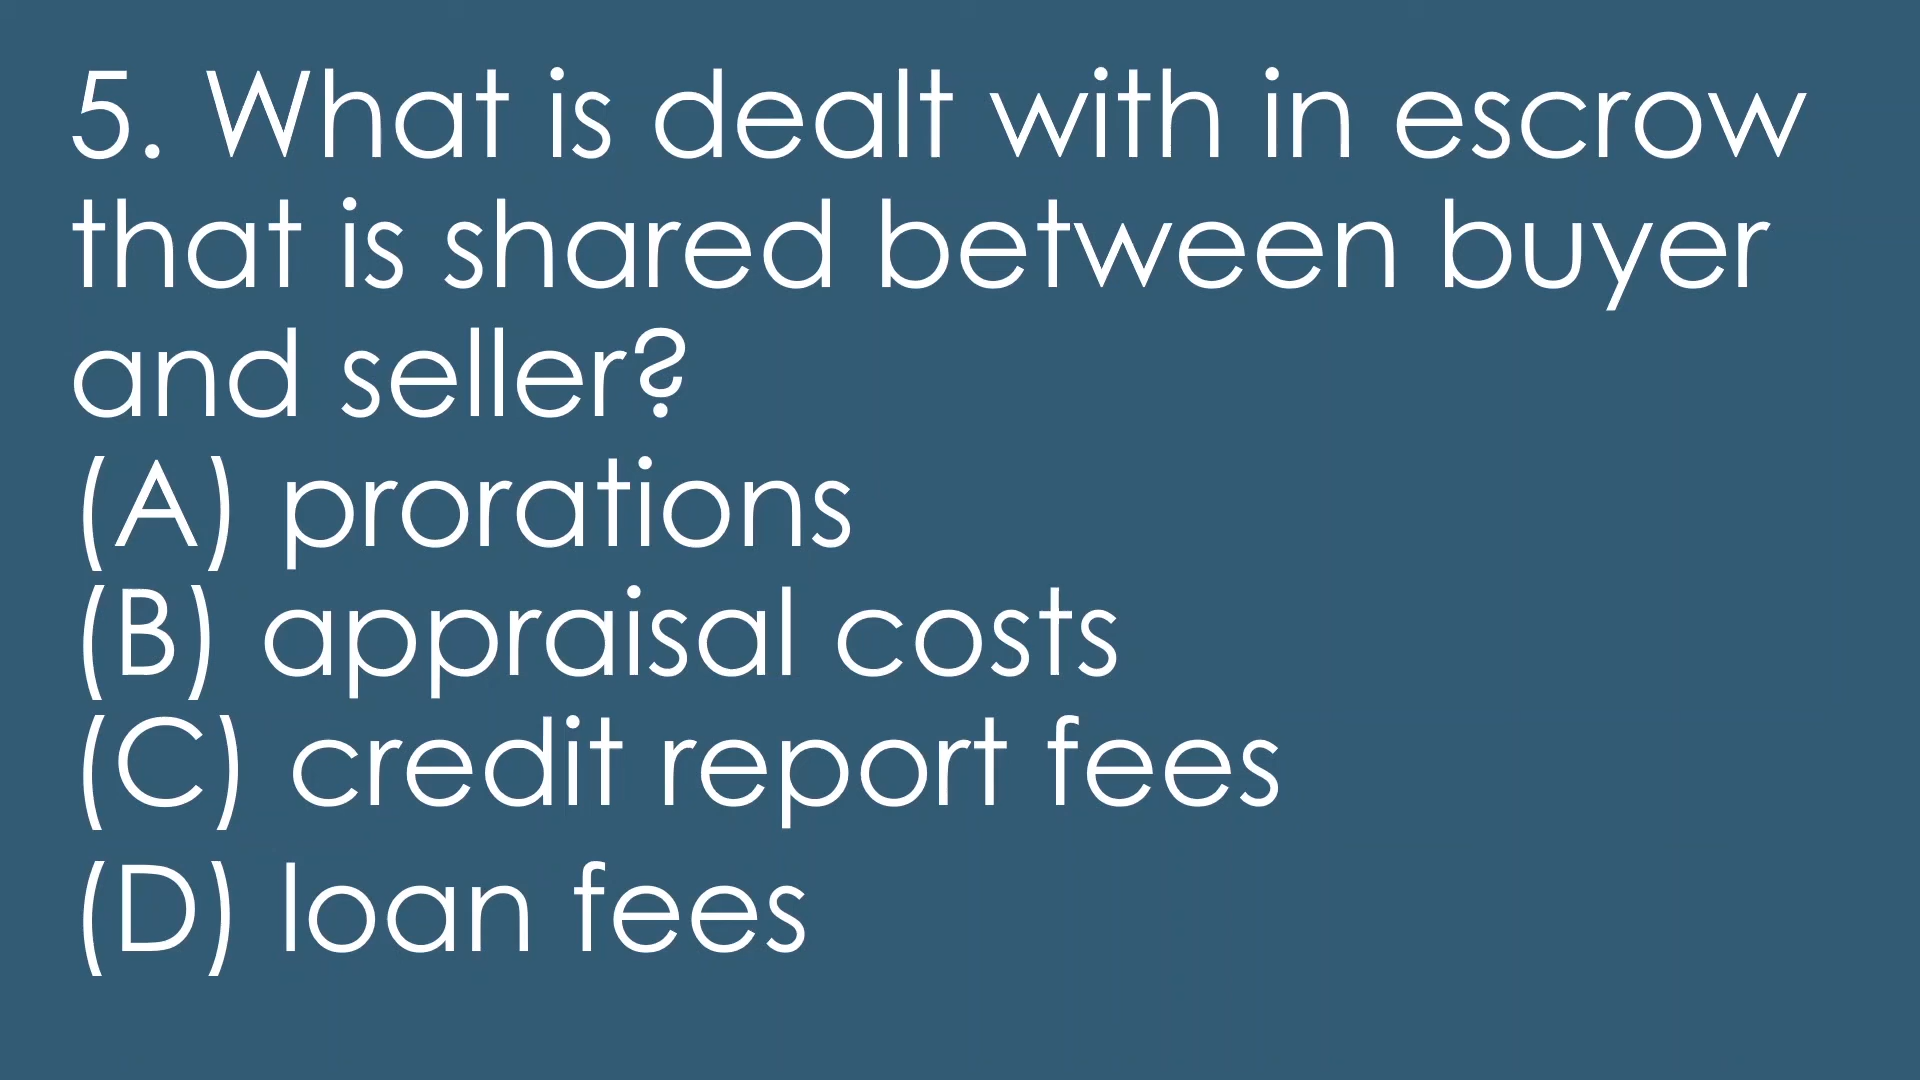 5. What is dealt with in escrow
that is shared between buyer
and seller?
(A) prorations
(B) appraisal costs
(C) credit report fees
(D) loan fees